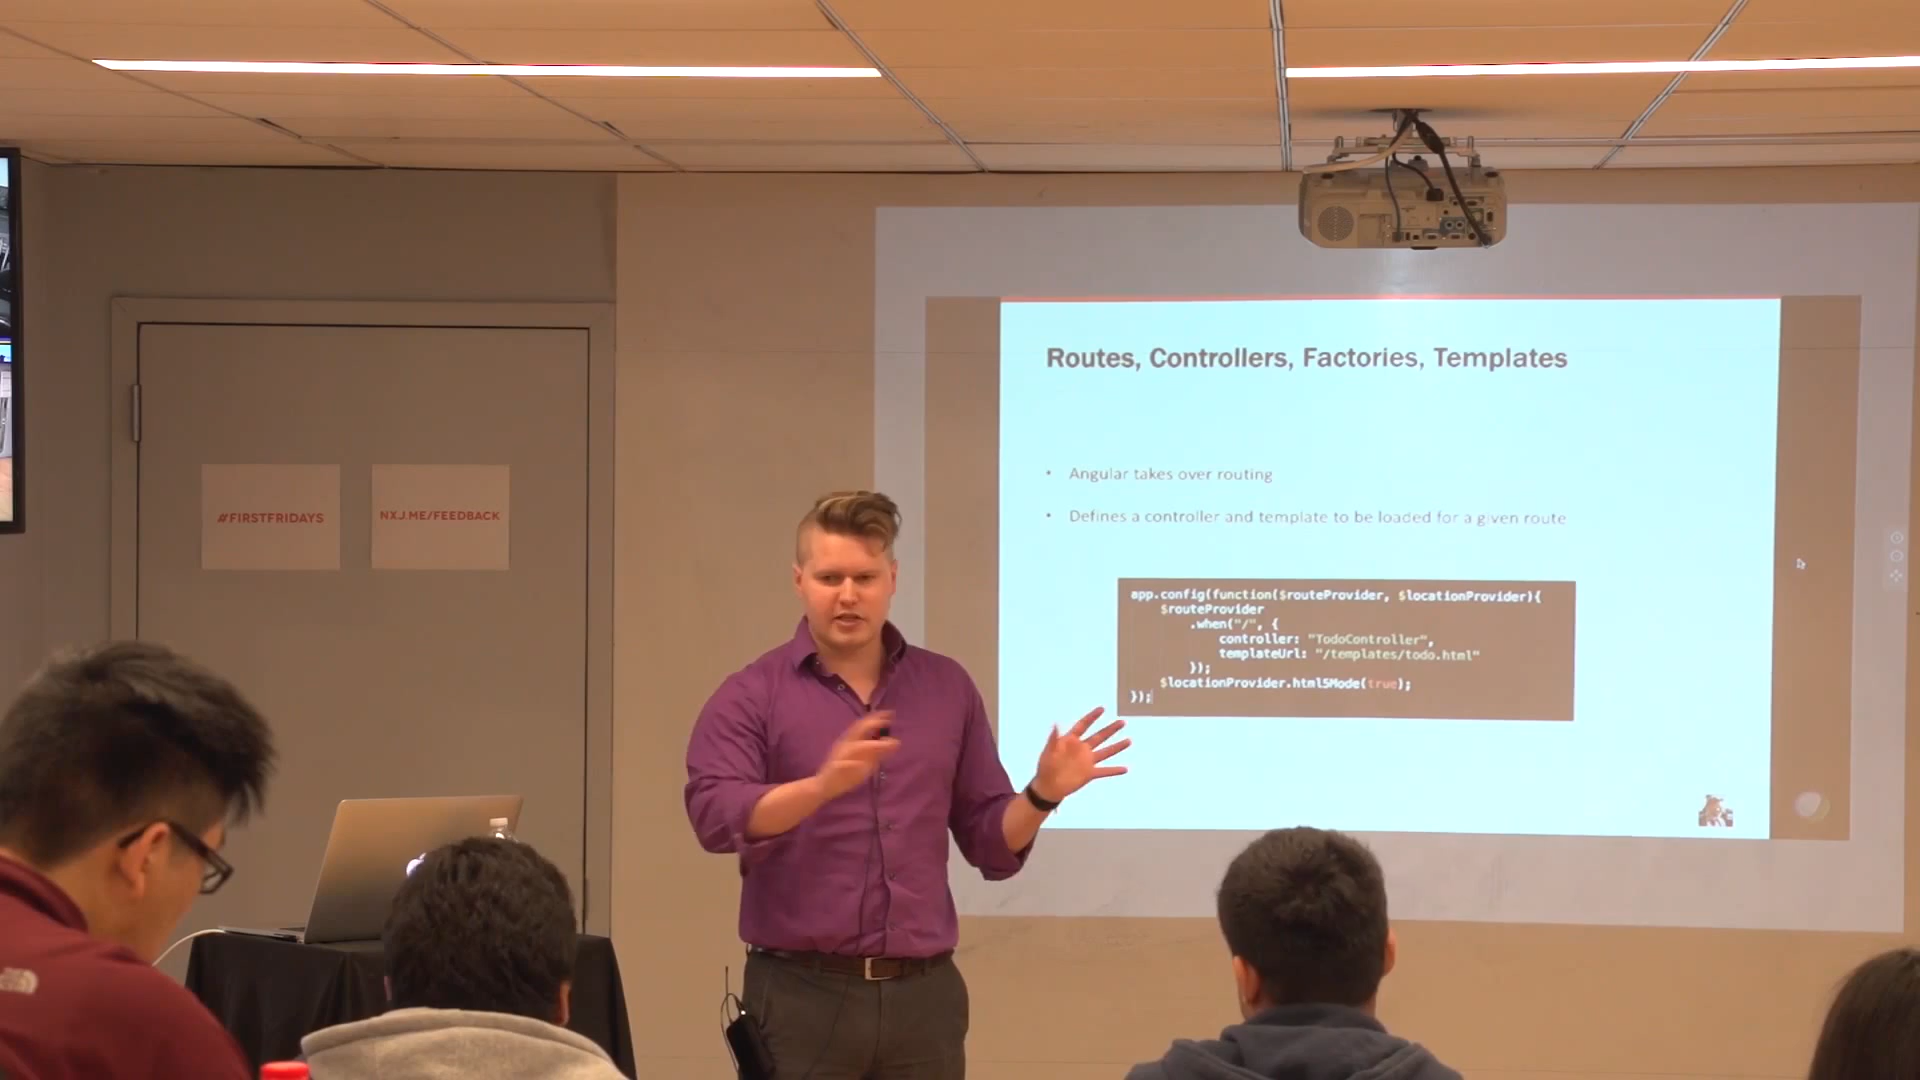 #FIRSTFRIDAYS
NXJ.ME/FEEDBACK
Routes, Controllers, Factories, Templates
• Angular takes over routing
• Defines a controller and template to be loaded for a given route
app.config(function($routeProvider, $locationProvider){
$routeProvider
.when("/", {
controller: "TodoController",
templateUrl: "/templates/todo.html"
});
$locationProvider.html5Mode(true);
});